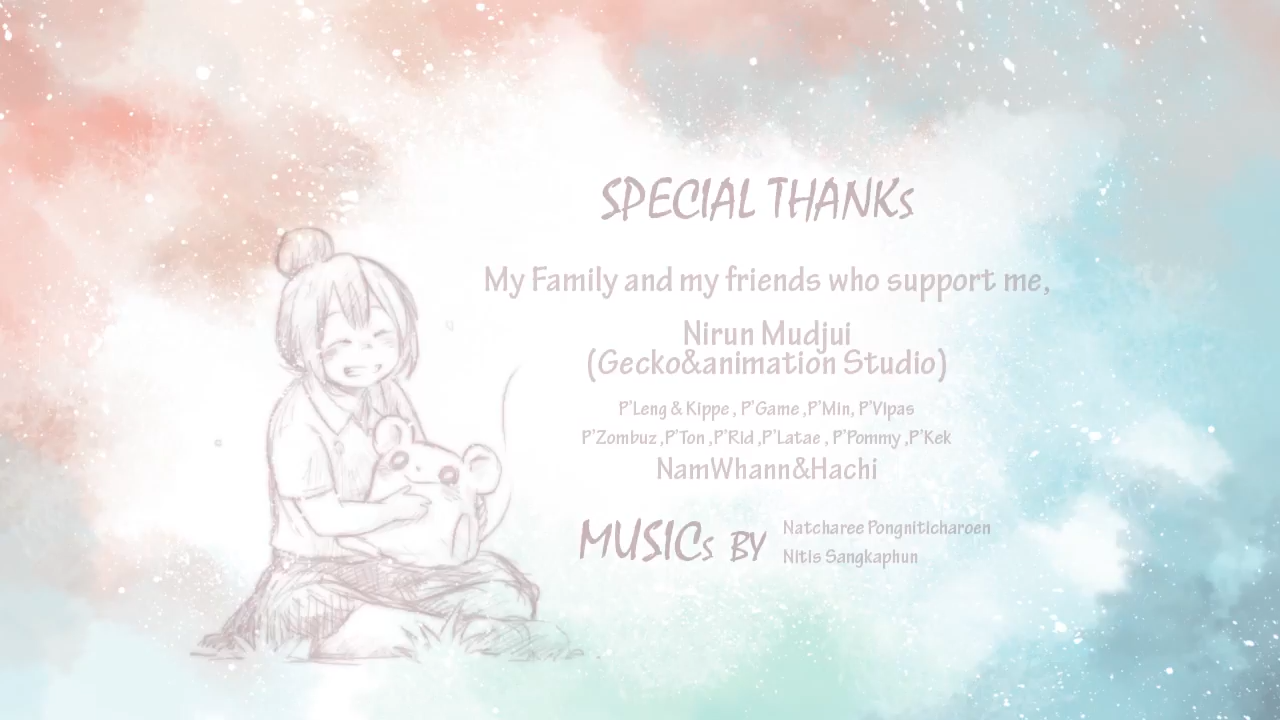 SPECIAL THANKs
My Family and my friends who support me,
Nirun Mudjui
(Gecko&animation Studio)
P'Leng & Kippe , P'Game ,P'Min, P'Vipas
P'Zombuz ,P'Ton ,P'Rid ,P'Latae , P'Pommy ,P'Kek
NamWhann&Hachi
MUSICs BY
Natcharee Pongniticharoen
Nitis Sangkaphun